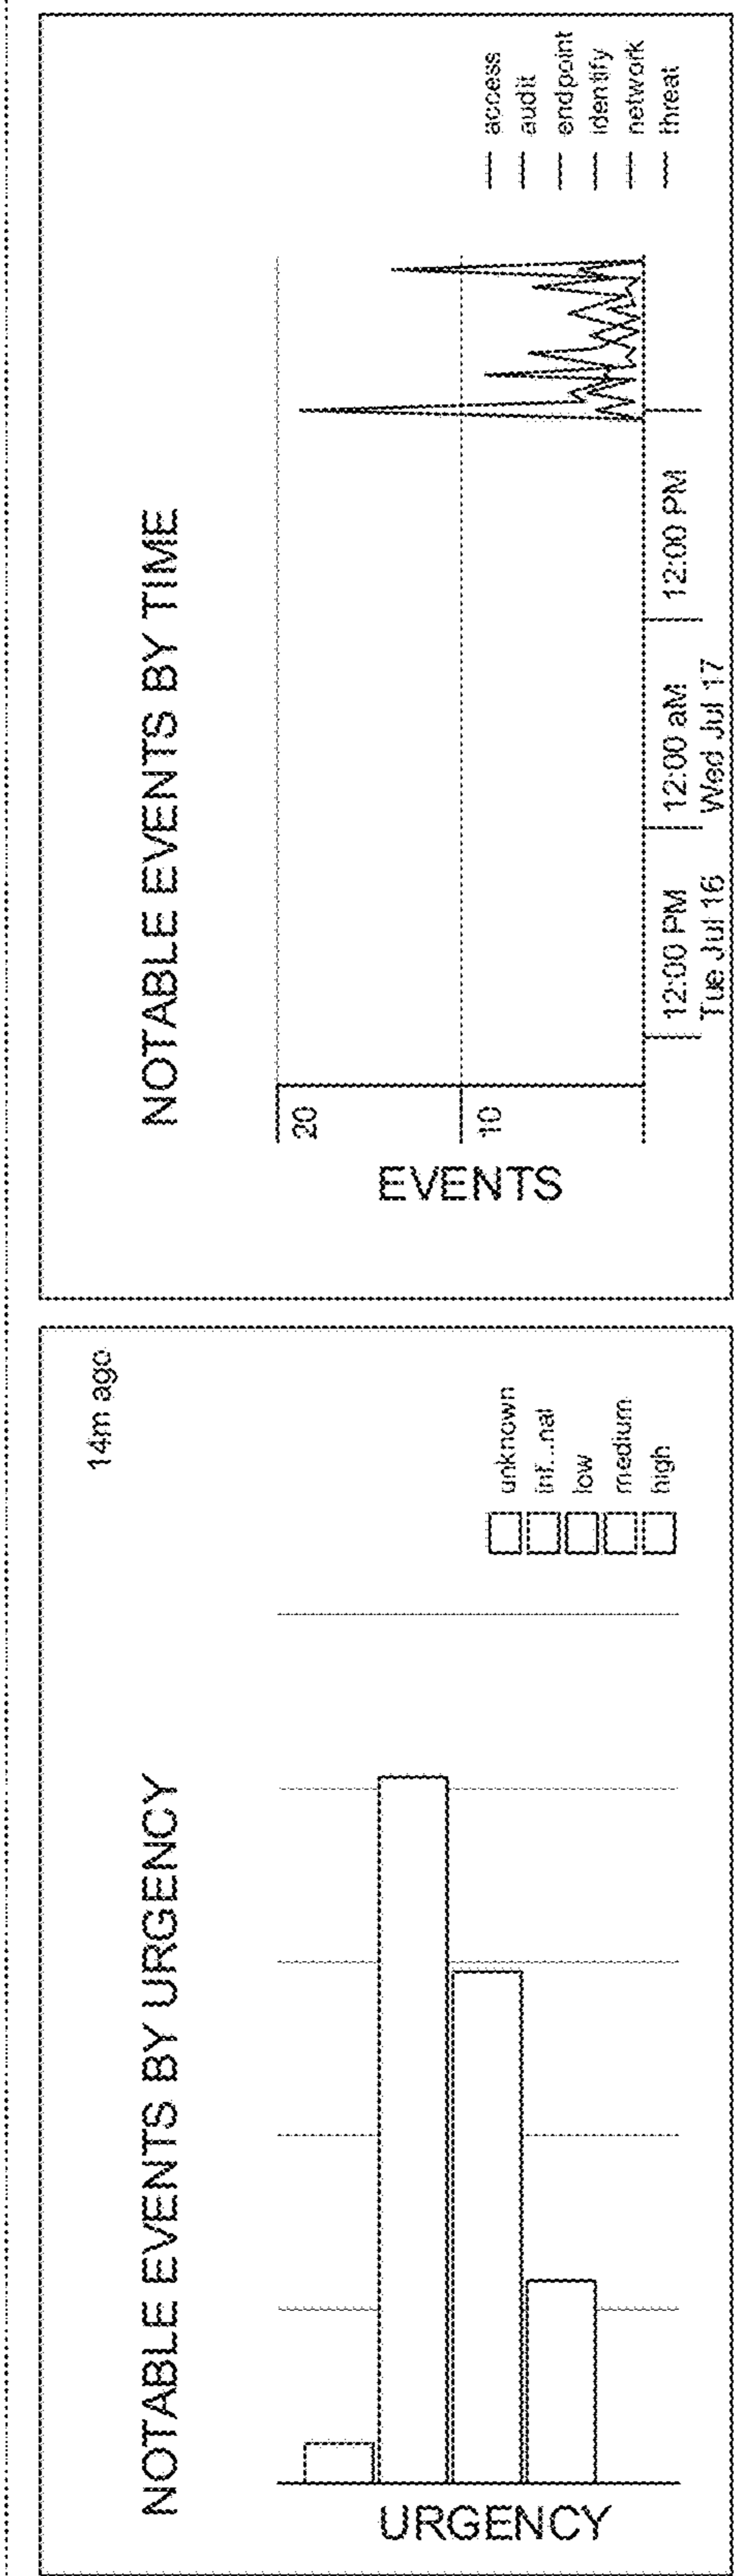 NOTABLE EVENTS BY URGENCY
14m ago
URGENCY
unknown
inf...nal
low
medium
high
NOTABLE EVENTS BY TIME
EVENTS
20
10
12:00 PM
Tue Jul 16
12:00 aM
Wed Jul 17
12:00 PM
access
audit
endpoint
identify
network
threat